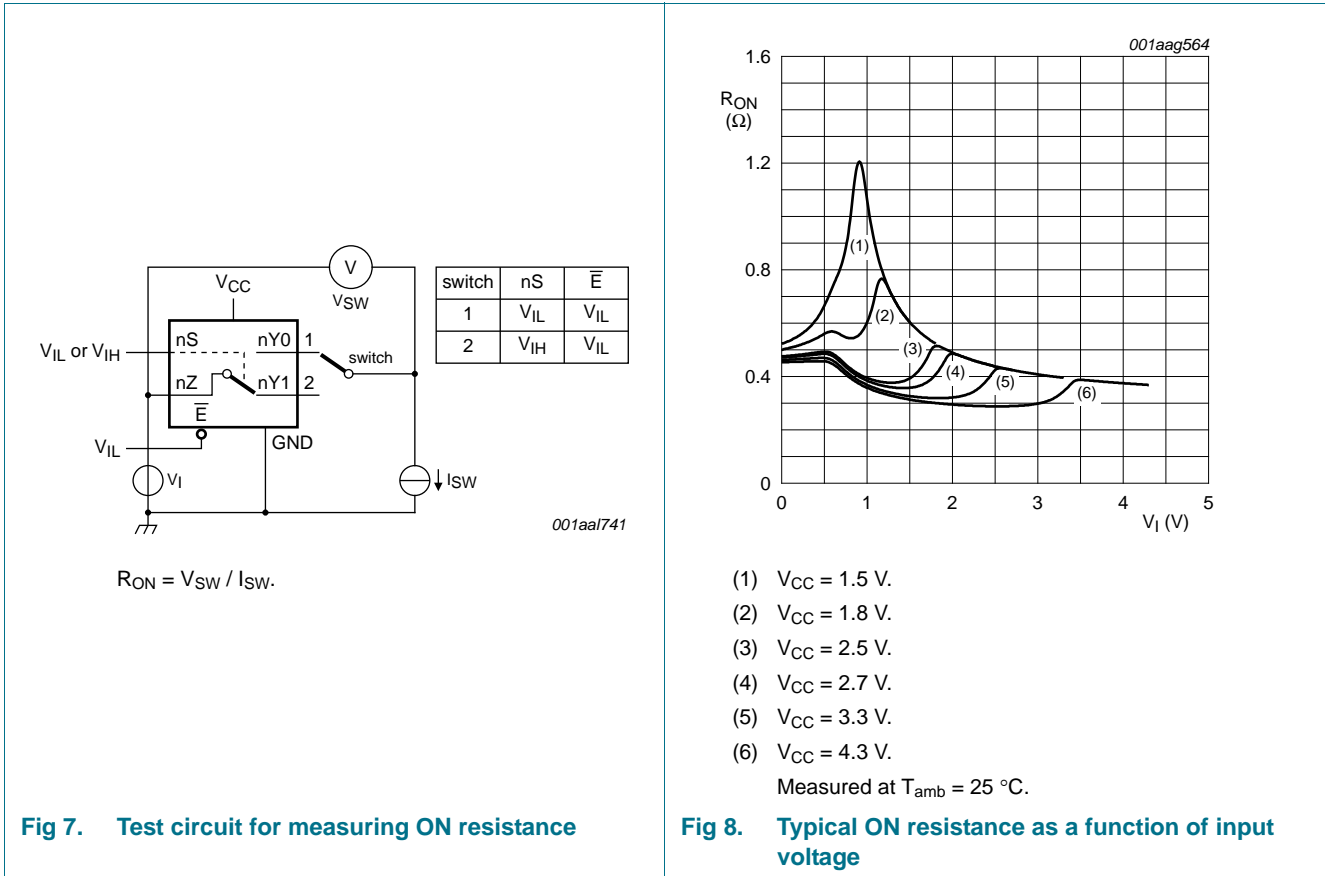 V
VSW
VCC
switch nS E̅
1 VIL VIL
2 VIH VIL
VIL or VIH
nS nY0 1
switch
nZ nY1 2
E̅
VIL
GND
VI
ISW
001aal741
RON = VSW / ISW.
Fig 7. Test circuit for measuring ON resistance
001aag564
1.6
RON
(Ω)
1.2
0.8
0.4
0
(1)
(2)
(3)
(4)
(5)
(6)
0 1 2 3 4 5
VI (V)
(1) VCC = 1.5 V.
(2) VCC = 1.8 V.
(3) VCC = 2.5 V.
(4) VCC = 2.7 V.
(5) VCC = 3.3 V.
(6) VCC = 4.3 V.
Measured at Tamb = 25 °C.
Fig 8. Typical ON resistance as a function of input
voltage